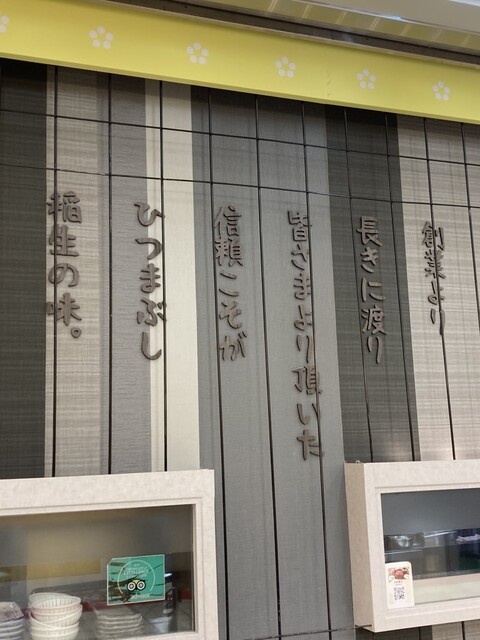 創業より
長きに渡り
皆さまより頂いた
信頼こそが
ひつまぶし
稲生の味。